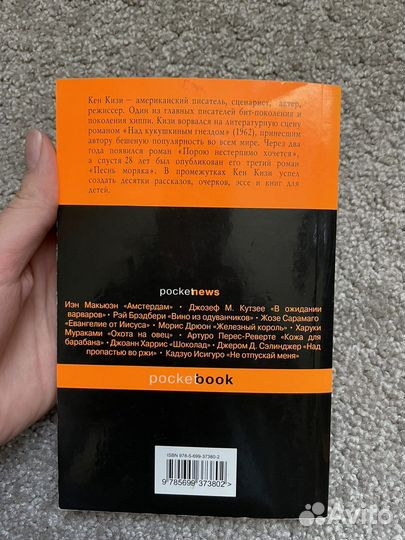 Кен Кизи – американский писатель, сценарист, актер,
режиссер. Один из главных писателей бит-поколения и
поколения хиппи. Кизи ворвался на литературную сцену
романом «Над кукушкиным гнездом» (1962), принесшим
автору бешеную популярность во всем мире. Через два
года появился роман «Порою нестерпимо хочется»,
а спустя 28 лет был опубликован его третий роман
«Песнь моряка». В промежутках Кен Кизи успел
создать десятки рассказов, очерков, эссе и книг для
детей.
pocketnews
Иэн Макьюэн «Амстердам» • Джозеф М. Кутзее «В ожидании
варваров» • Рэй Брэдбери «Вино из одуванчиков» • Жозе Сарамаго
«Евангелие от Иисуса» • Морис Дрюон «Железный король» • Харуки
Мураками «Охота на овец» • Артуро Перес-Реверте «Кожа для
барабана» • Джоанн Харрис «Шоколад» • Джером Д. Сэлинджер «Над
пропастью во ржи» • Кадзуо Исигуро «Не отпускай меня»
pocketbook
ISBN 978-5-699-37380-2
9 785699 373802 >
Avito